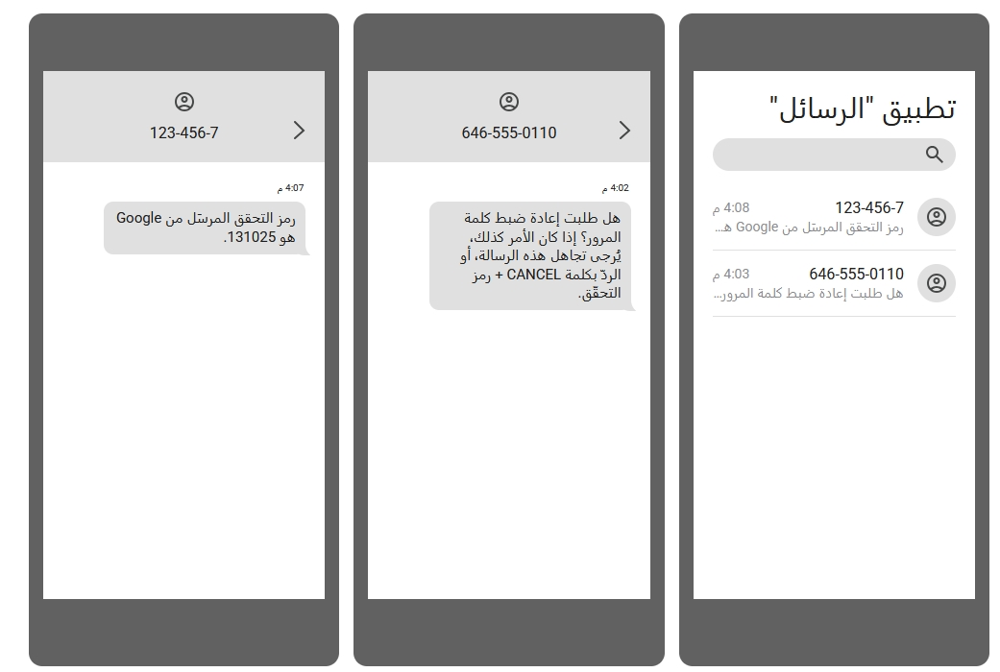 تطبيق "الرسائل"
123-456-7
4:08 م
رمز التحقق المرسَل من Google هـ...
646-555-0110
4:03 م
هل طلبت إعادة ضبط كلمة المرور...
646-555-0110
4:02 م
هل طلبت إعادة ضبط كلمة
المرور؟ إذا كان الأمر كذلك،
يُرجى تجاهل هذه الرسالة، أو
الردّ بكلمة CANCEL + رمز
التحقّق.
123-456-7
4:07 م
رمز التحقق المرسَل من Google
هو 131025.